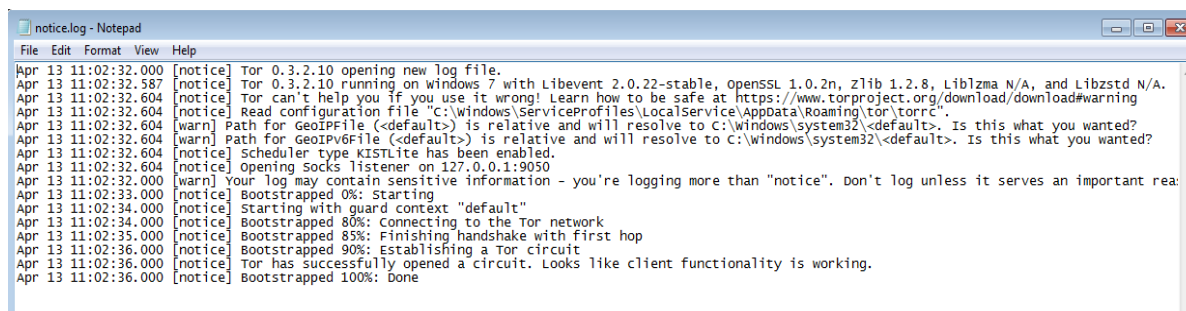 notice.log - Notepad
File Edit Format View Help
Apr 13 11:02:32.000 [notice] Tor 0.3.2.10 opening new log file.
Apr 13 11:02:32.587 [notice] Tor 0.3.2.10 running on Windows 7 with Libevent 2.0.22-stable, OpenSSL 1.0.2n, Zlib 1.2.8, Liblzma N/A, and Libzstd N/A.
Apr 13 11:02:32.604 [notice] Tor can't help you if you use it wrong! Learn how to be safe at https://www.torproject.org/download/download#warning
Apr 13 11:02:32.604 [notice] Read configuration file "C:\Windows\ServiceProfiles\LocalService\AppData\Roaming\tor\torrc".
Apr 13 11:02:32.604 [warn] Path for GeoIPFile (<default>) is relative and will resolve to C:\Windows\system32\<default>. Is this what you wanted?
Apr 13 11:02:32.604 [warn] Path for GeoIPv6File (<default>) is relative and will resolve to C:\Windows\system32\<default>. Is this what you wanted?
Apr 13 11:02:32.604 [notice] Scheduler type KISTLite has been enabled.
Apr 13 11:02:32.604 [notice] Opening Socks listener on 127.0.0.1:9050
Apr 13 11:02:32.000 [warn] Your log may contain sensitive information - you're logging more than "notice". Don't log unless it serves an important rea
Apr 13 11:02:33.000 [notice] Bootstrapped 0%: Starting
Apr 13 11:02:34.000 [notice] Starting with guard context "default"
Apr 13 11:02:34.000 [notice] Bootstrapped 80%: Connecting to the Tor network
Apr 13 11:02:35.000 [notice] Bootstrapped 85%: Finishing handshake with first hop
Apr 13 11:02:36.000 [notice] Bootstrapped 90%: Establishing a Tor circuit
Apr 13 11:02:36.000 [notice] Tor has successfully opened a circuit. Looks like client functionality is working.
Apr 13 11:02:36.000 [notice] Bootstrapped 100%: Done